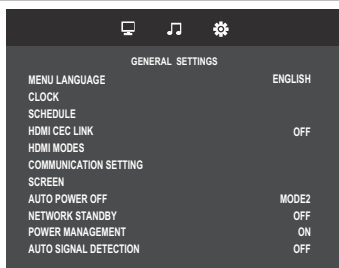 GENERAL SETTINGS
MENU LANGUAGE ENGLISH
CLOCK
SCHEDULE
HDMI CEC LINK OFF
HDMI MODES
COMMUNICATION SETTING
SCREEN
AUTO POWER OFF MODE2
NETWORK STANDBY OFF
POWER MANAGEMENT ON
AUTO SIGNAL DETECTION OFF